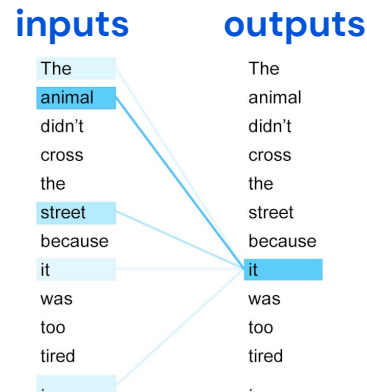 inputs outputs
The The
animal animal
didn't didn't
cross cross
the the
street street
because because
it it
was was
too too
tired tired